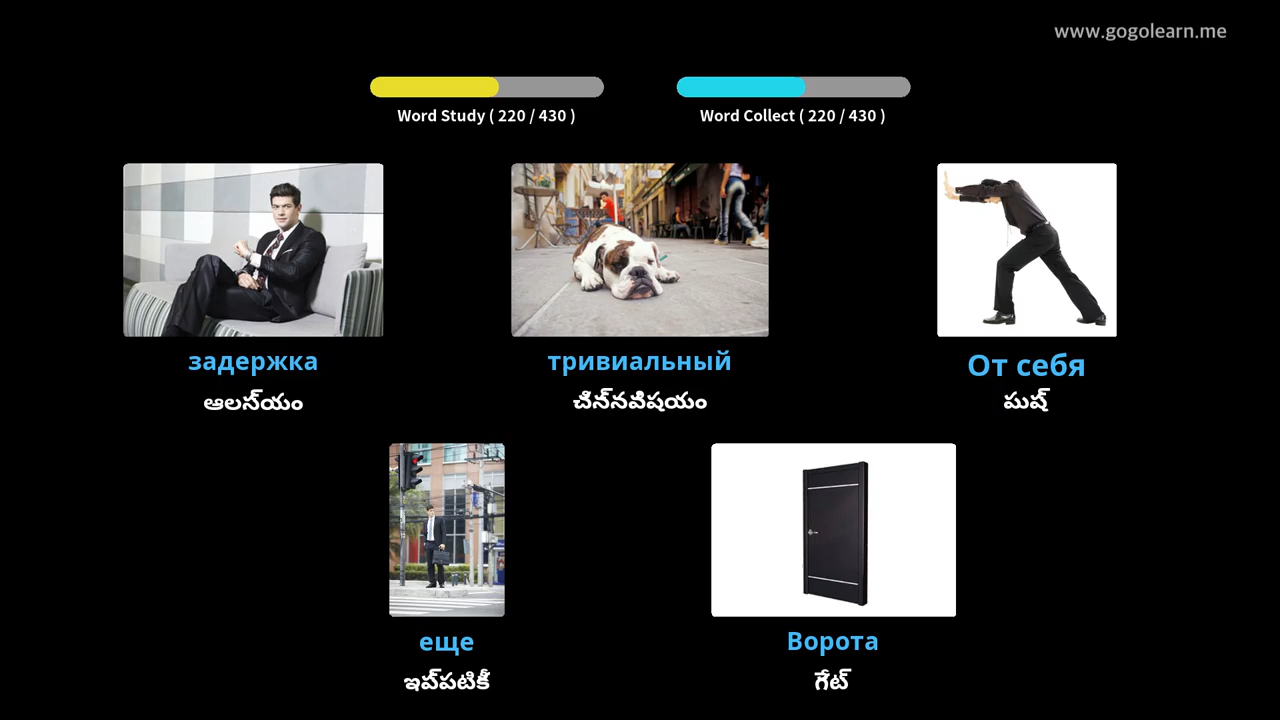 www.gogolearn.me
Word Study ( 220 / 430 )
Word Collect ( 220 / 430 )
задержка
тривиальный
От себя
ఆలస్‌యం
చిన్‌నవిషయం
పుష్
еще
Ворота
ఇప్‌పటికీ
గేట్